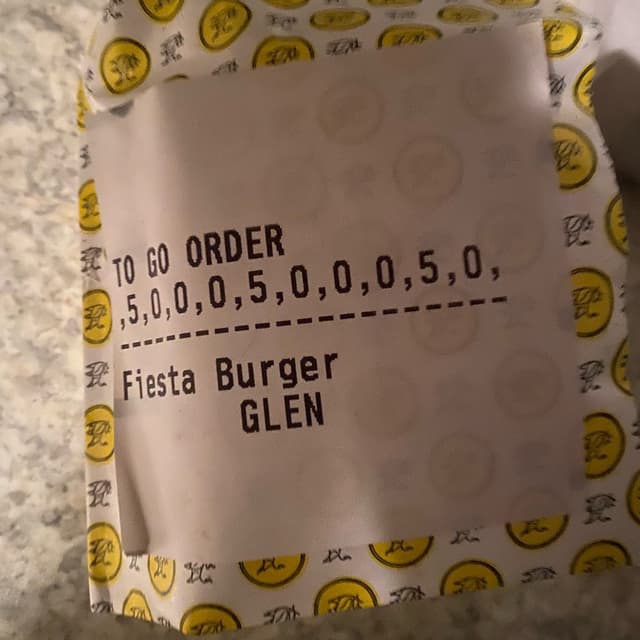 TO GO ORDER
,5,0,0,0,5,0,0,0,5,0,
Fiesta Burger
GLEN